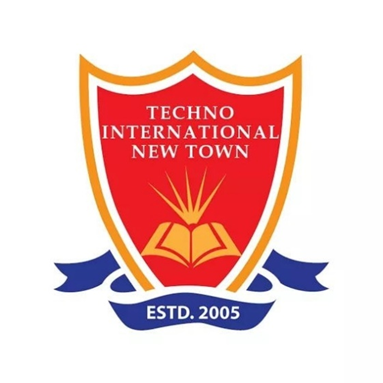 TECHNO
INTERNATIONAL
NEW TOWN
ESTD. 2005